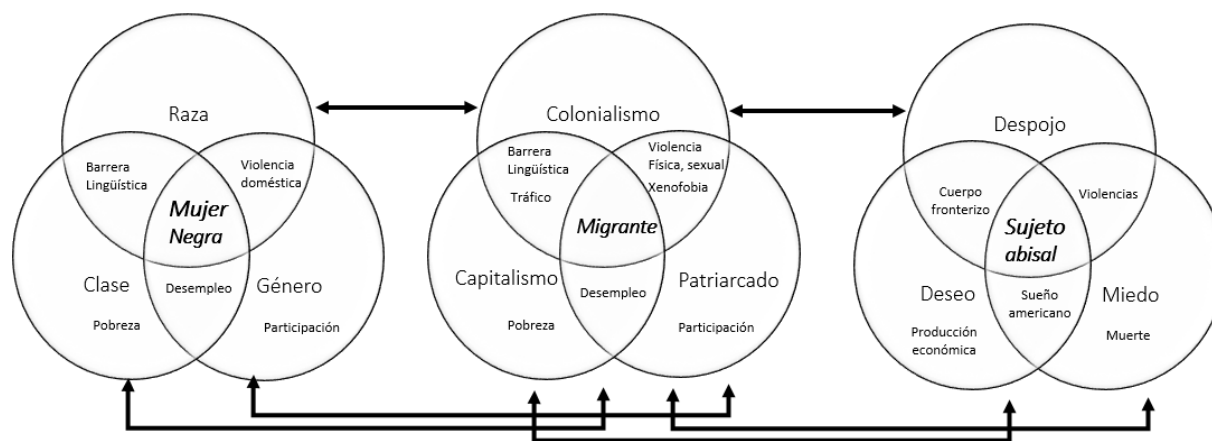 Raza
Barrera
Lingüística
Violencia
doméstica
Mujer
Negra
Clase
Desempleo
Género
Pobreza
Participación
Colonialismo
Barrera
Lingüística
Tráfico
Violencia
Física, sexual
Xenofobia
Migrante
Capitalismo
Desempleo
Patriarcado
Pobreza
Participación
Despojo
Cuerpo
fronterizo
Violencias
Sujeto
abisal
Deseo
Sueño
americano
Miedo
Producción
económica
Muerte